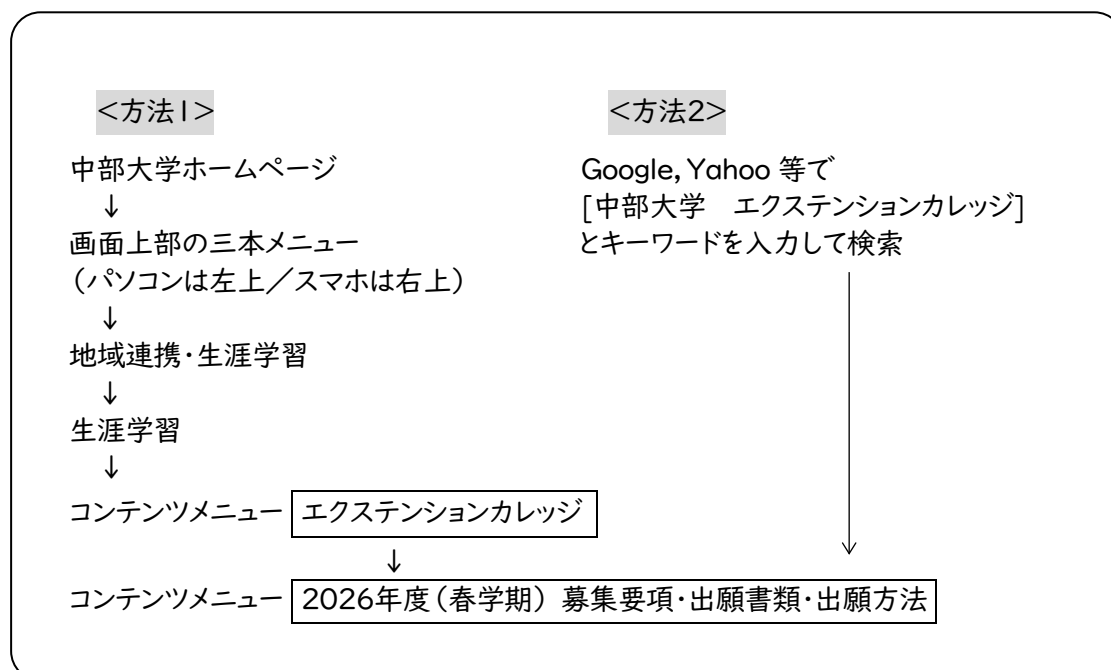 <方法1>
中部大学ホームページ
↓
画面上部の三本メニュー
（パソコンは左上／スマホは右上）
↓
地域連携・生涯学習
↓
生涯学習
↓
コンテンツメニュー エクステンションカレッジ
↓
コンテンツメニュー 2026年度（春学期） 募集要項・出願書類・出願方法
<方法2>
Google, Yahoo 等で
[中部大学　エクステンションカレッジ]
とキーワードを入力して検索